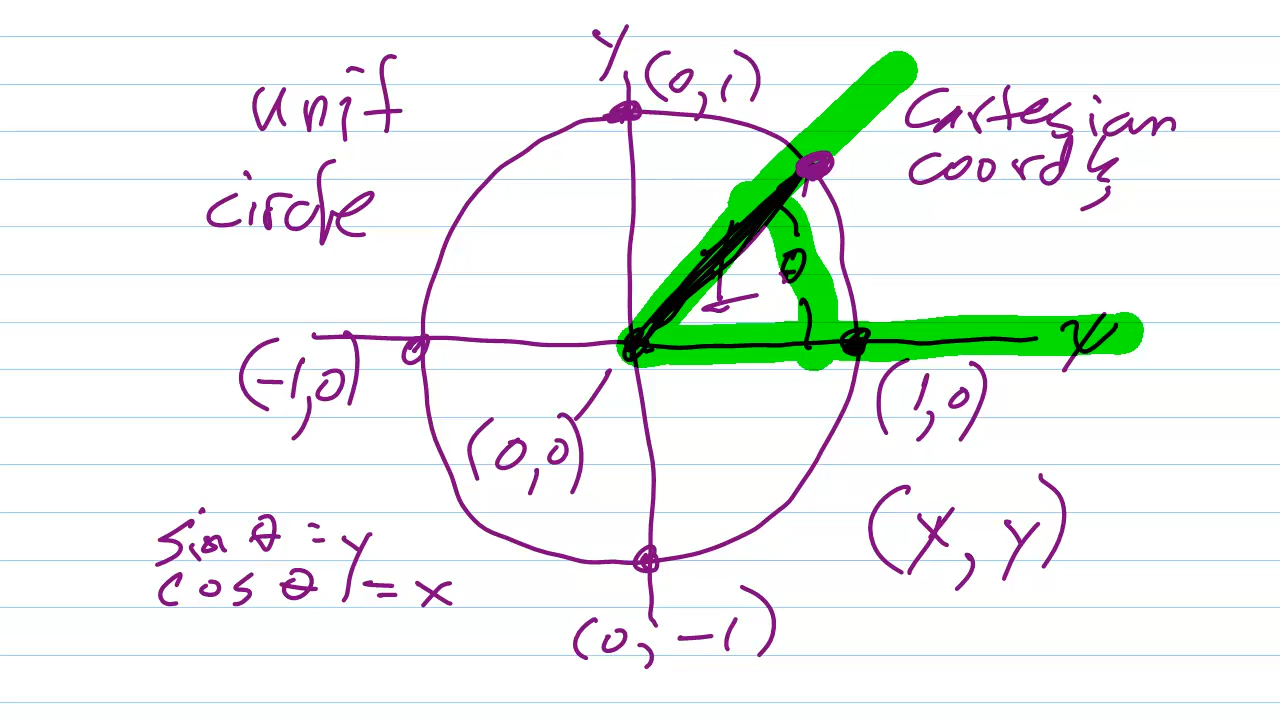 y
(0,1)
unit
circle
Cartesian
coords
θ
1
x
(-1,0)
(1,0)
(0,0)
(x,y)
sin θ = y
cos θ = x
(0,-1)